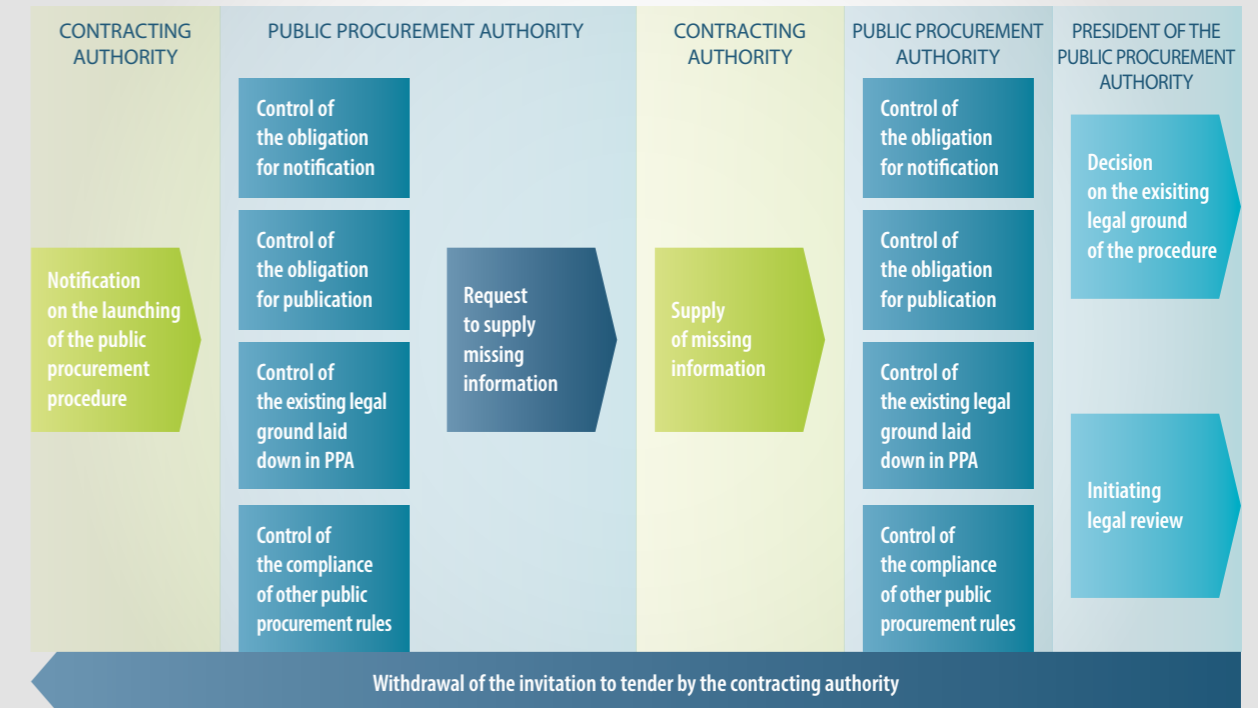 CONTRACTING
AUTHORITY
PUBLIC PROCUREMENT AUTHORITY
CONTRACTING
AUTHORITY
PUBLIC PROCUREMENT
AUTHORITY
PRESIDENT OF THE
PUBLIC PROCUREMENT
AUTHORITY
Notification
on the launching
of the public
procurement
procedure
Control of
the obligation
for notification
Control of
the obligation
for publication
Control of
the existing legal
ground laid
down in PPA
Control of
the compliance
of other public
procurement rules
Request
to supply
missing
information
Supply
of missing
information
Control of
the obligation
for notification
Control of
the obligation
for publication
Control of
the existing legal
ground laid
down in PPA
Control of
the compliance
of other public
procurement rules
Decision
on the exisiting
legal ground
of the procedure
Initiating
legal review
Withdrawal of the invitation to tender by the contracting authority